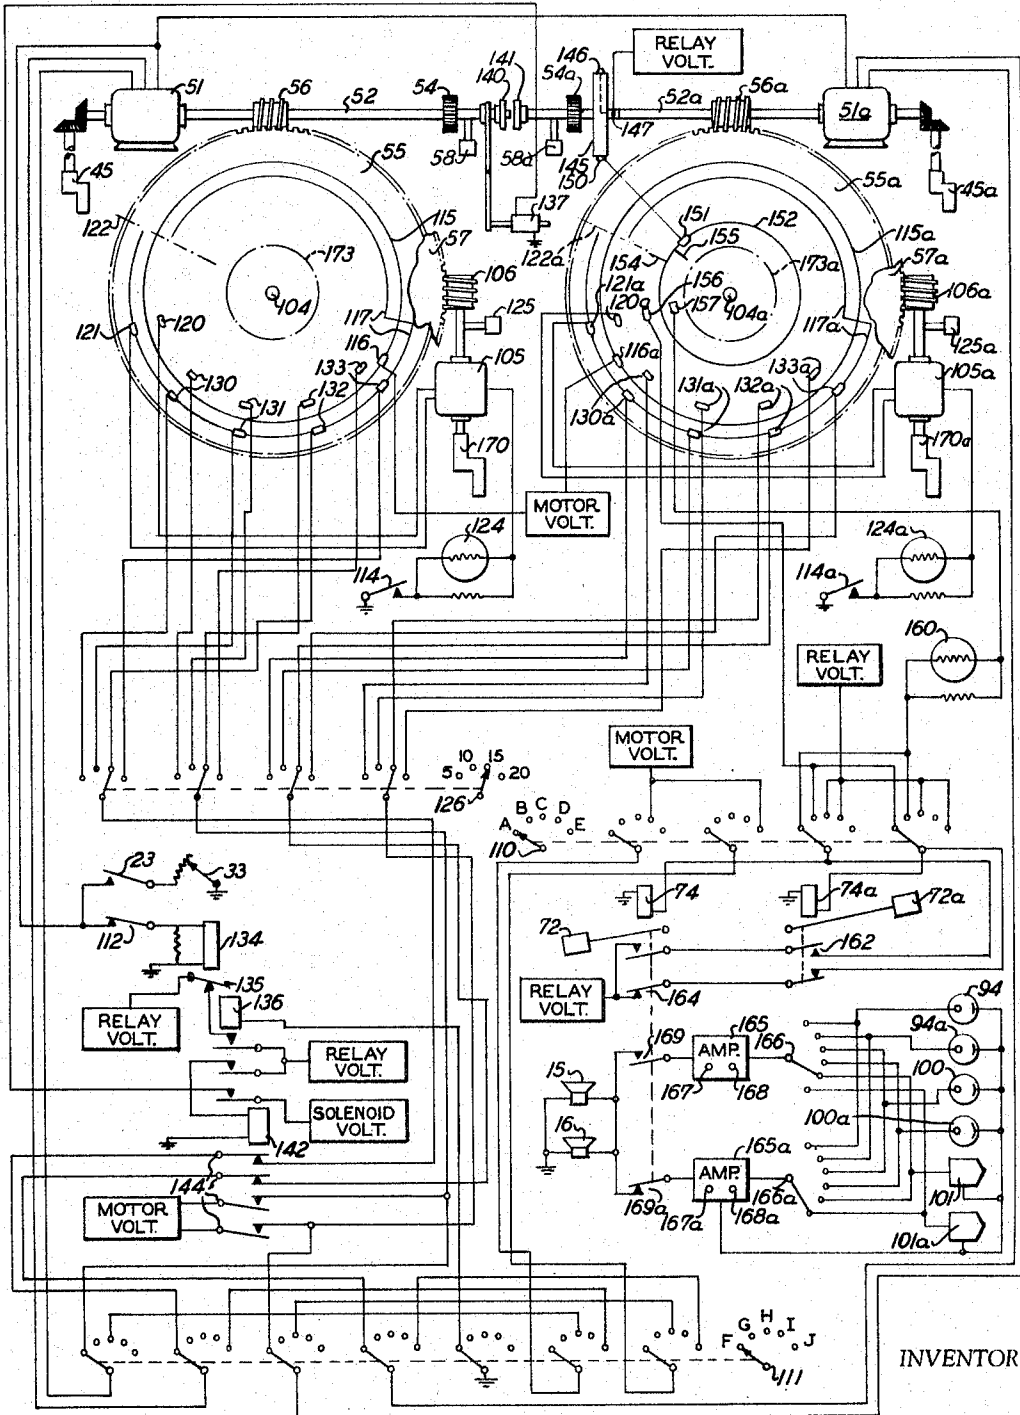 RELAY
VOLT.
51
56
52
54
140
141
54a
146
145
150
147
52a
56a
51a
45
58
58a
137
55
55a
45a
122
115
57
122a
151
152
155
115a
57a
173
104
106
125
154
121a
120a
156
157
173a
104a
106a
125a
121
120
117
116
133
105
117a
130
131
132
116a
130a
131a
132a
133a
105a
170
170a
MOTOR
VOLT.
124
114
124a
114a
160
RELAY
VOLT.
MOTOR
VOLT.
5 10 15 20
126
A B C D E
110
23
33
112
134
74
74a
72
72a
162
164
135
136
RELAY
VOLT.
RELAY
VOLT.
RELAY
VOLT.
SOLENOID
VOLT.
142
144
MOTOR
VOLT.
15
16
169
165
AMP.
167
168
166
94
94a
100
100a
165a
AMP.
169a
167a
168a
166a
101
101a
F G H I J
111
INVENTOR